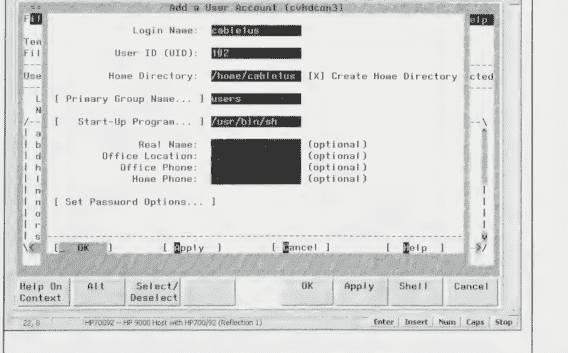 Add a User Account (cvhdcon3)
elp
Login Name: cable1us
User ID (UID): 102
Home Directory: /home/cable1us [X] Create Home Directory cted
[ Primary Group Name... ] users
[ Start-Up Program... ] /usr/bin/sh
Real Name: (optional)
Office Location: (optional)
Office Phone: (optional)
Home Phone: (optional)
[ Set Password Options... ]
[ OK ] [ Apply ] [ Cancel ] [ Help ]
Help On Context Alt Select/ Deselect OK Apply Shell Cancel
22, 8 HP70092 -- HP 9000 Host with HP700/92 (Reflection 1) Enter Insert Num Caps Stop